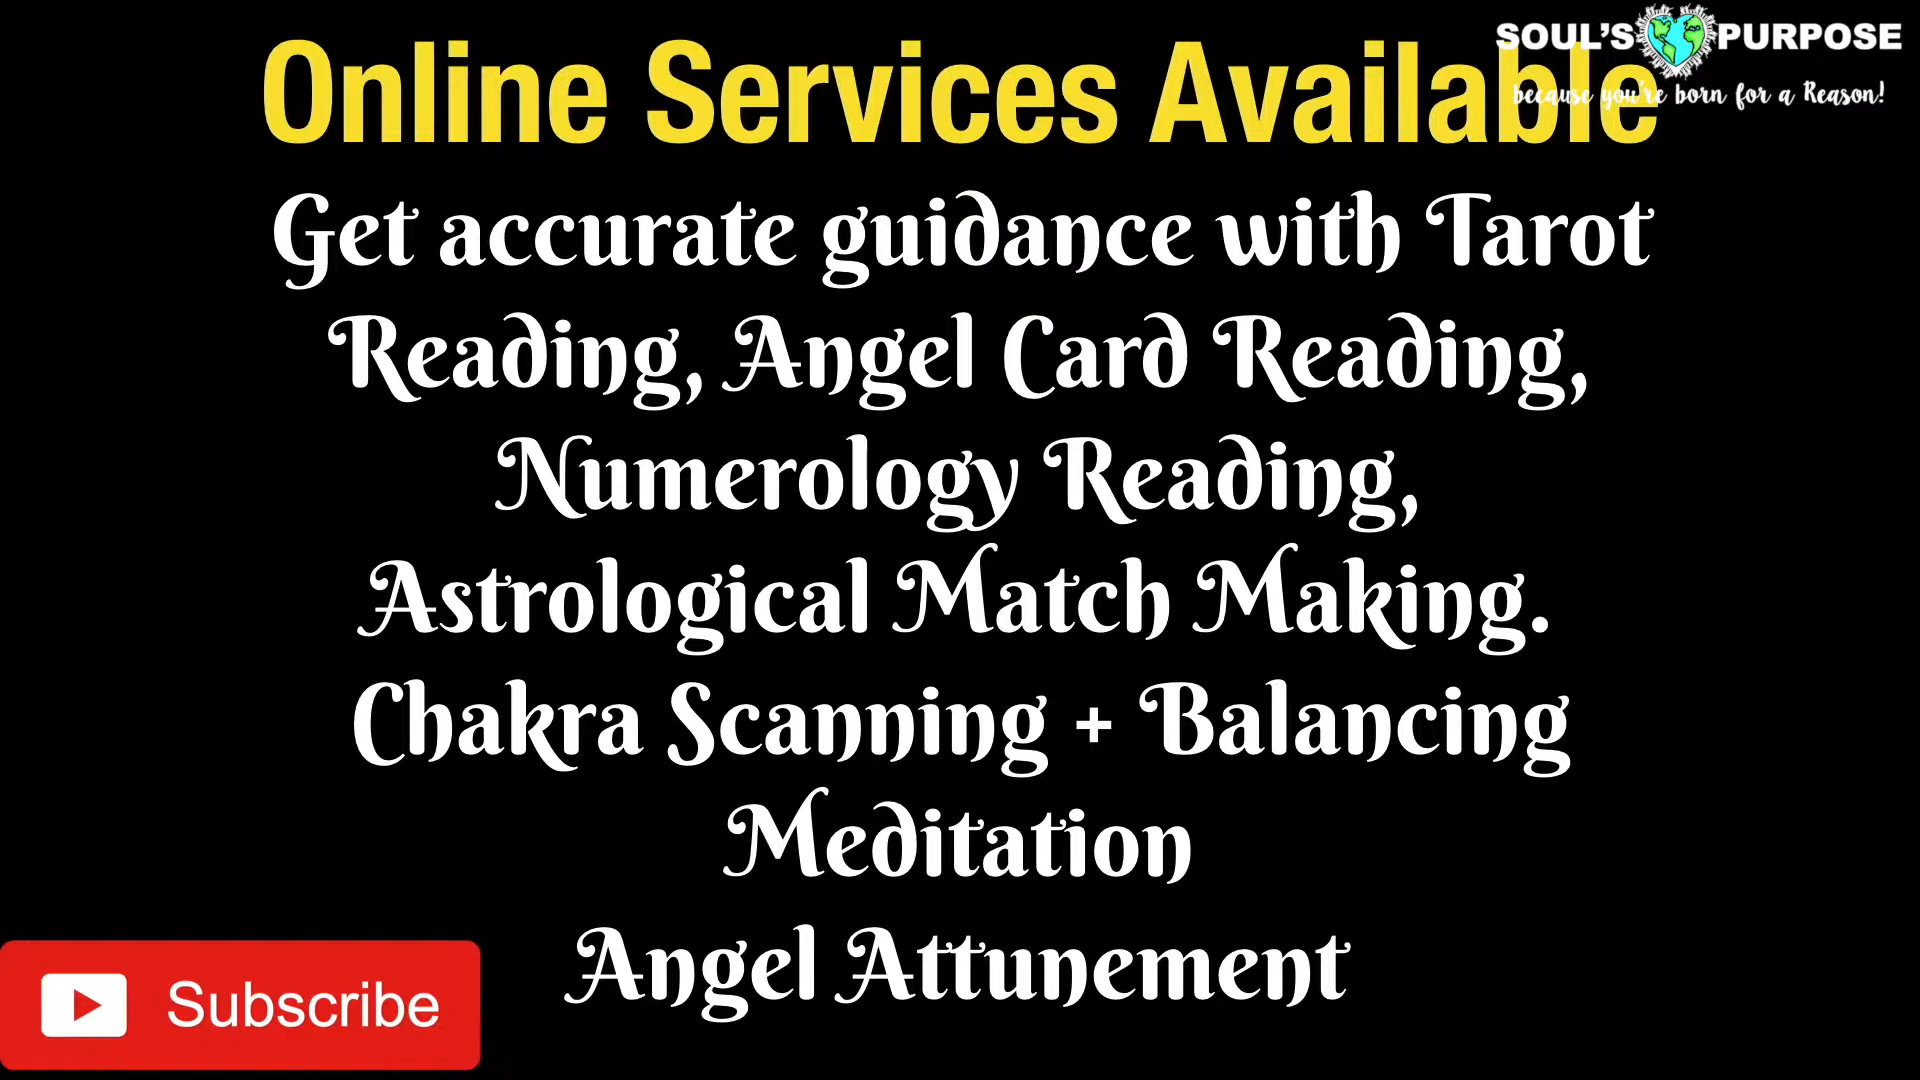 SOUL'S PURPOSE
because you're born for a Reason!
Online Services Available
Get accurate guidance with Tarot
Reading, Angel Card Reading,
Numerology Reading,
Astrological Match Making.
Chakra Scanning + Balancing
Meditation
Angel Attunement
Subscribe